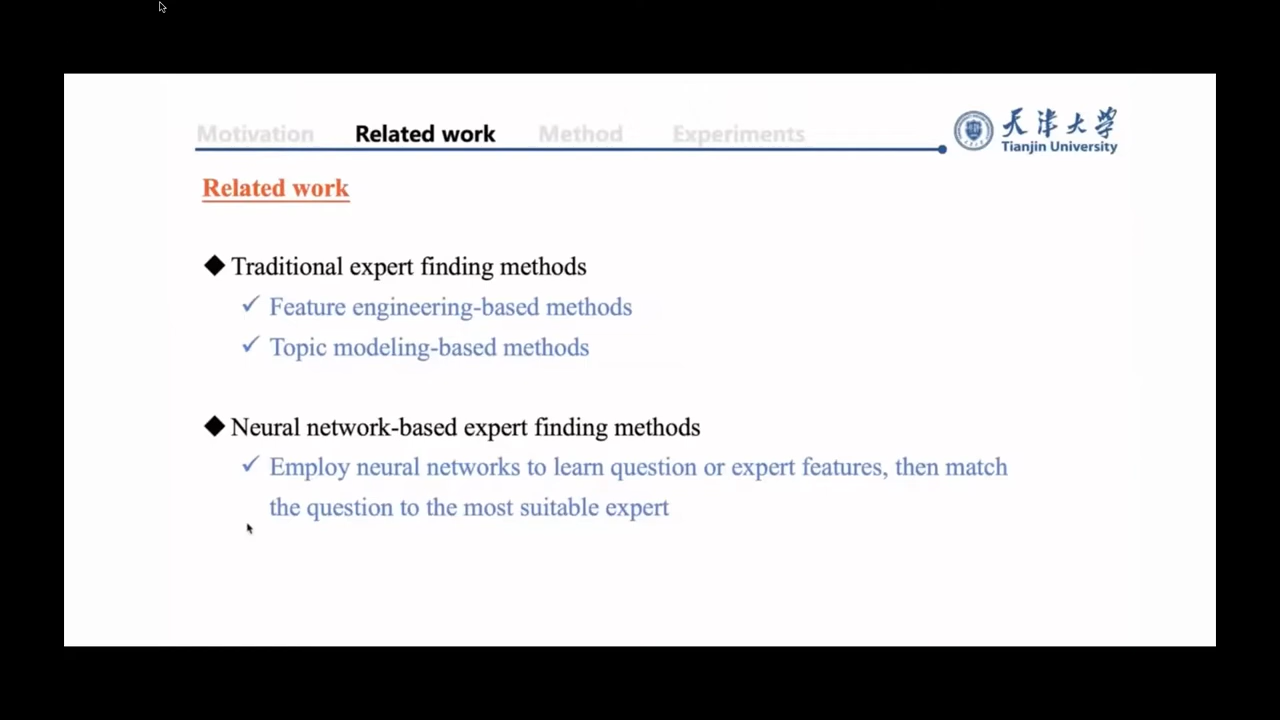 Motivation Related work Method Experiments
天津大学
Tianjin University
Related work
◆ Traditional expert finding methods
✓ Feature engineering-based methods
✓ Topic modeling-based methods
◆ Neural network-based expert finding methods
✓ Employ neural networks to learn question or expert features, then match
the question to the most suitable expert